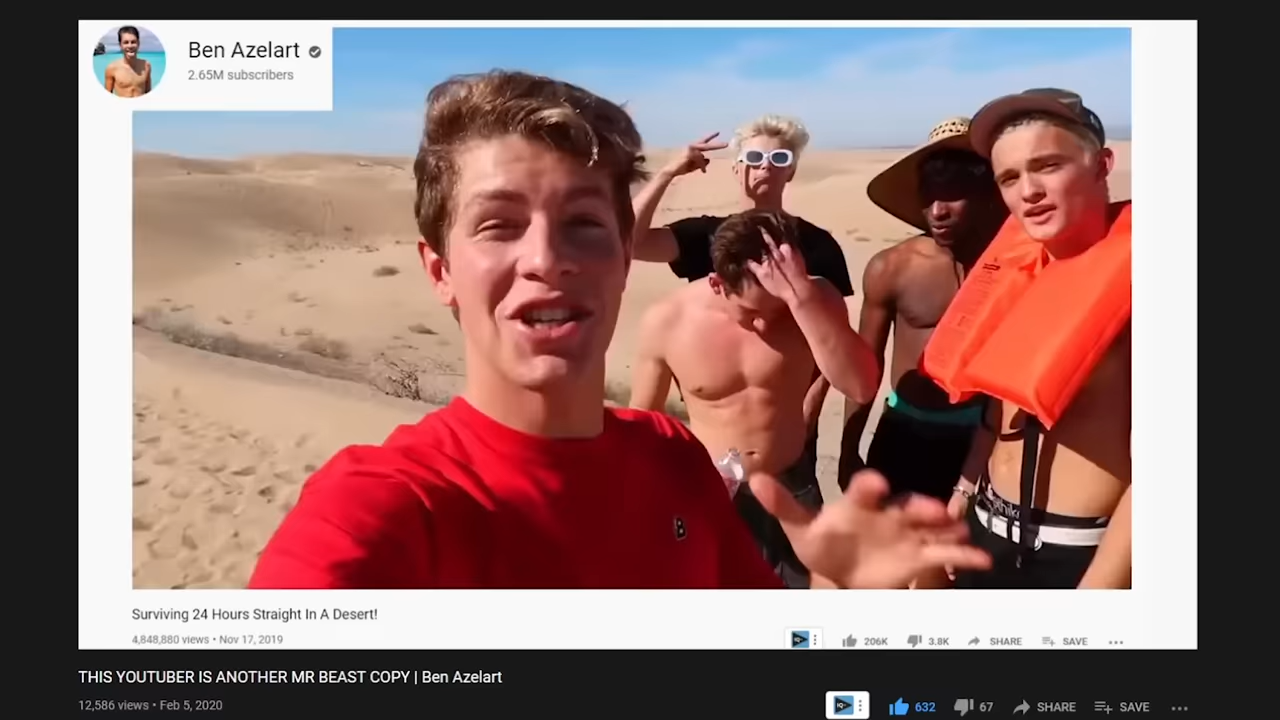 Ben Azelart
2.65M subscribers
B
Surviving 24 Hours Straight In A Desert!
4,848,880 views • Nov 17, 2019
206K 3.8K SHARE SAVE
THIS YOUTUBER IS ANOTHER MR BEAST COPY | Ben Azelart
12,586 views • Feb 5, 2020
632 67 SHARE SAVE